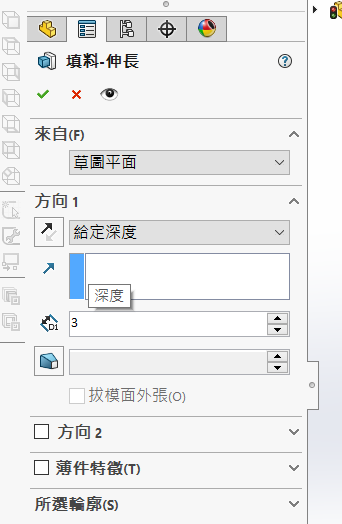 填料-伸長
來自(F)
草圖平面
方向 1
給定深度
深度
D1
3
拔模面外張(O)
方向 2
薄件特徵(T)
所選輪廓(S)